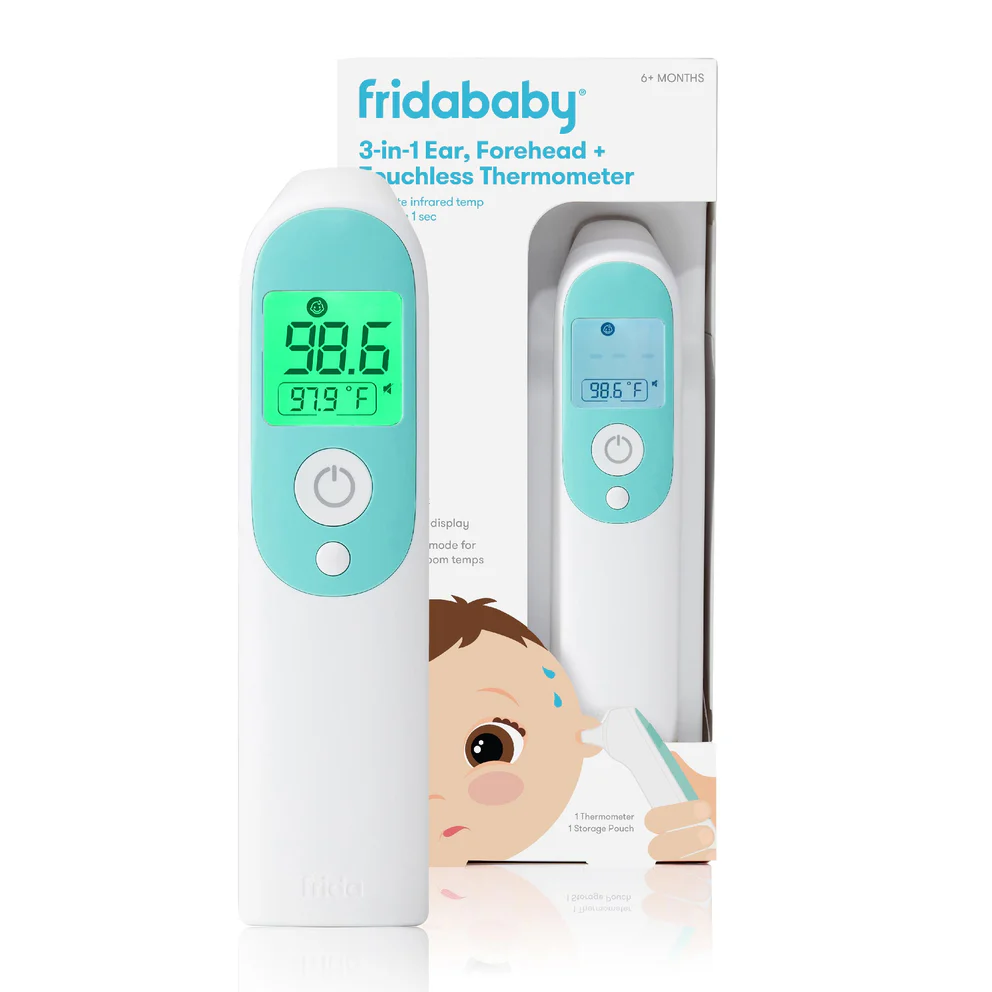 6+ MONTHS
fridababy®
3-in-1 Ear, Forehead +
Touchless Thermometer
infrared temp
1 sec
98.6
97.9 °F
98.6 °F
display
mode for
temps
1 Thermometer
1 Storage Pouch
frida